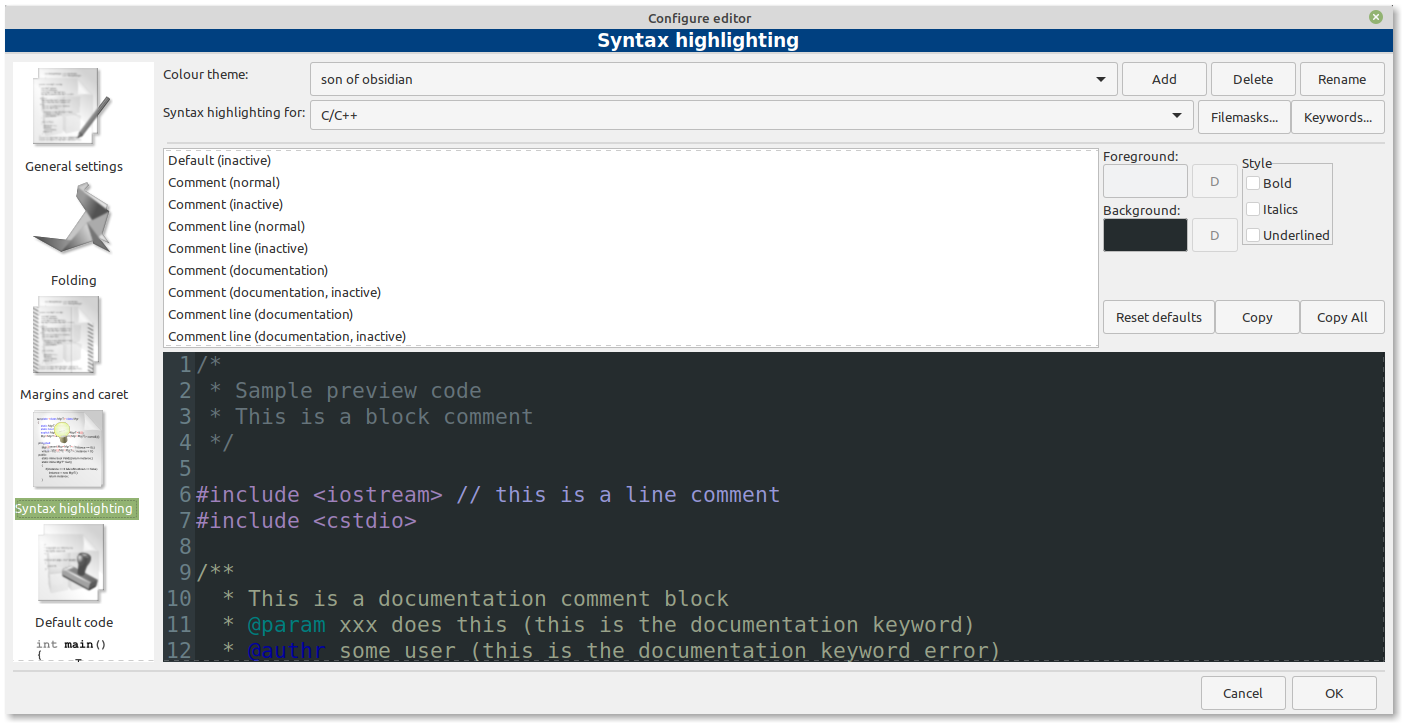 Configure editor
Syntax highlighting
General settings
Folding
Margins and caret
Syntax highlighting
Default code
int main()
{
Colour theme:
son of obsidian
Add
Delete
Rename
Syntax highlighting for:
C/C++
Filemasks...
Keywords...
Default (inactive)
Comment (normal)
Comment (inactive)
Comment line (normal)
Comment line (inactive)
Comment (documentation)
Comment (documentation, inactive)
Comment line (documentation)
Comment line (documentation, inactive)
Foreground:
D
Background:
D
Style
Bold
Italics
Underlined
Reset defaults
Copy
Copy All
1 /*
2  * Sample preview code
3  * This is a block comment
4  */
5
6 #include <iostream> // this is a line comment
7 #include <cstdio>
8
9 /**
10   * This is a documentation comment block
11   * @param xxx does this (this is the documentation keyword)
12   * @authr some user (this is the documentation keyword error)
Cancel
OK